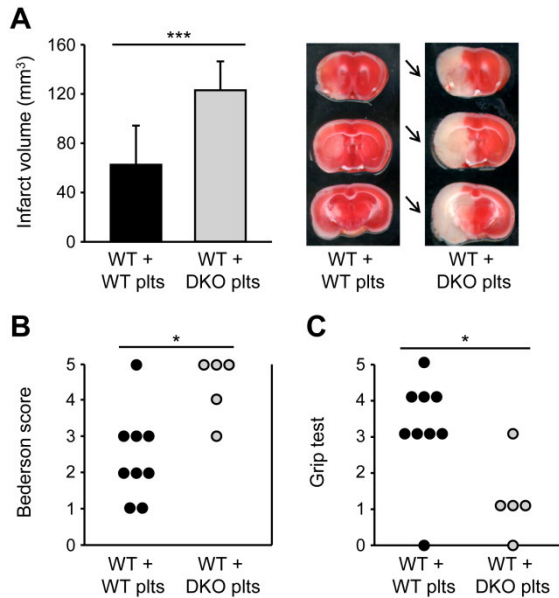 A
***
Infarct volume (mm³)
160
120
80
40
0
WT +
WT plts
WT +
DKO plts
WT +
WT plts
WT +
DKO plts
B
*
Bederson score
5
4
3
2
1
0
WT +
WT plts
WT +
DKO plts
C
*
Grip test
5
4
3
2
1
0
WT +
WT plts
WT +
DKO plts